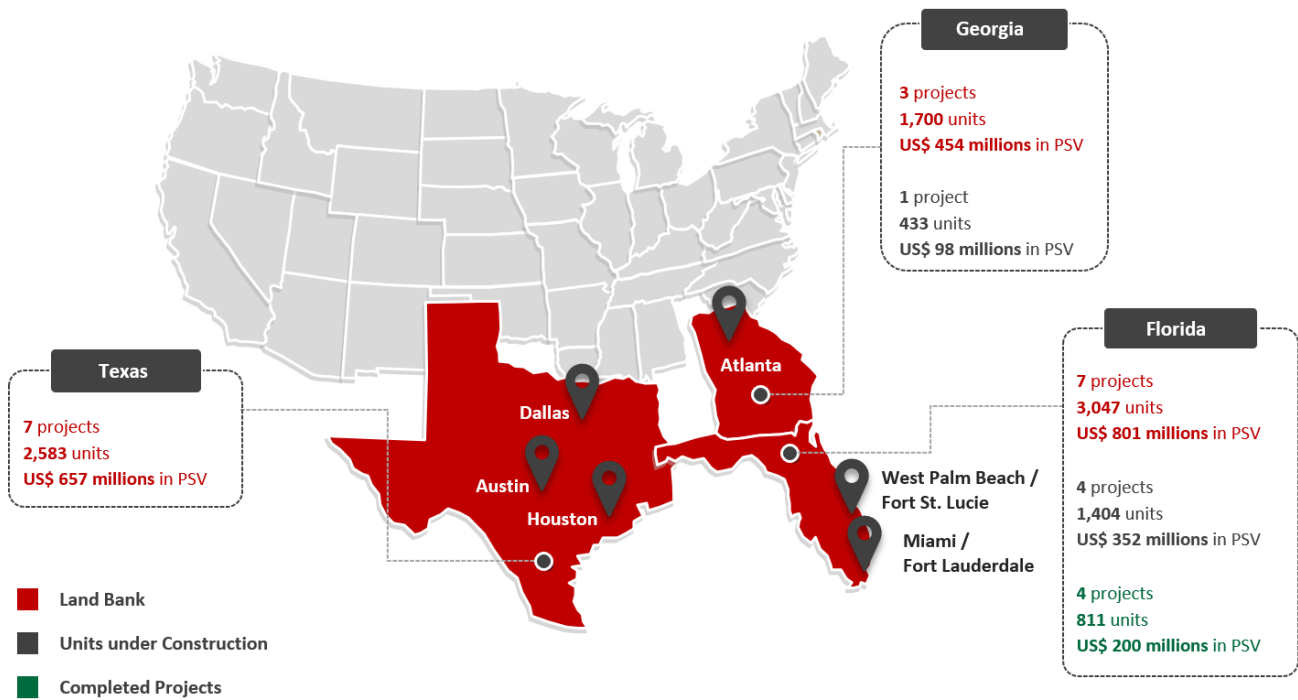 Georgia
3 projects
1,700 units
US$ 454 millions in PSV
1 project
433 units
US$ 98 millions in PSV
Florida
7 projects
3,047 units
US$ 801 millions in PSV
4 projects
1,404 units
US$ 352 millions in PSV
4 projects
811 units
US$ 200 millions in PSV
Texas
7 projects
2,583 units
US$ 657 millions in PSV
Atlanta
Dallas
Austin
Houston
West Palm Beach /
Fort St. Lucie
Miami /
Fort Lauderdale
Land Bank
Units under Construction
Completed Projects